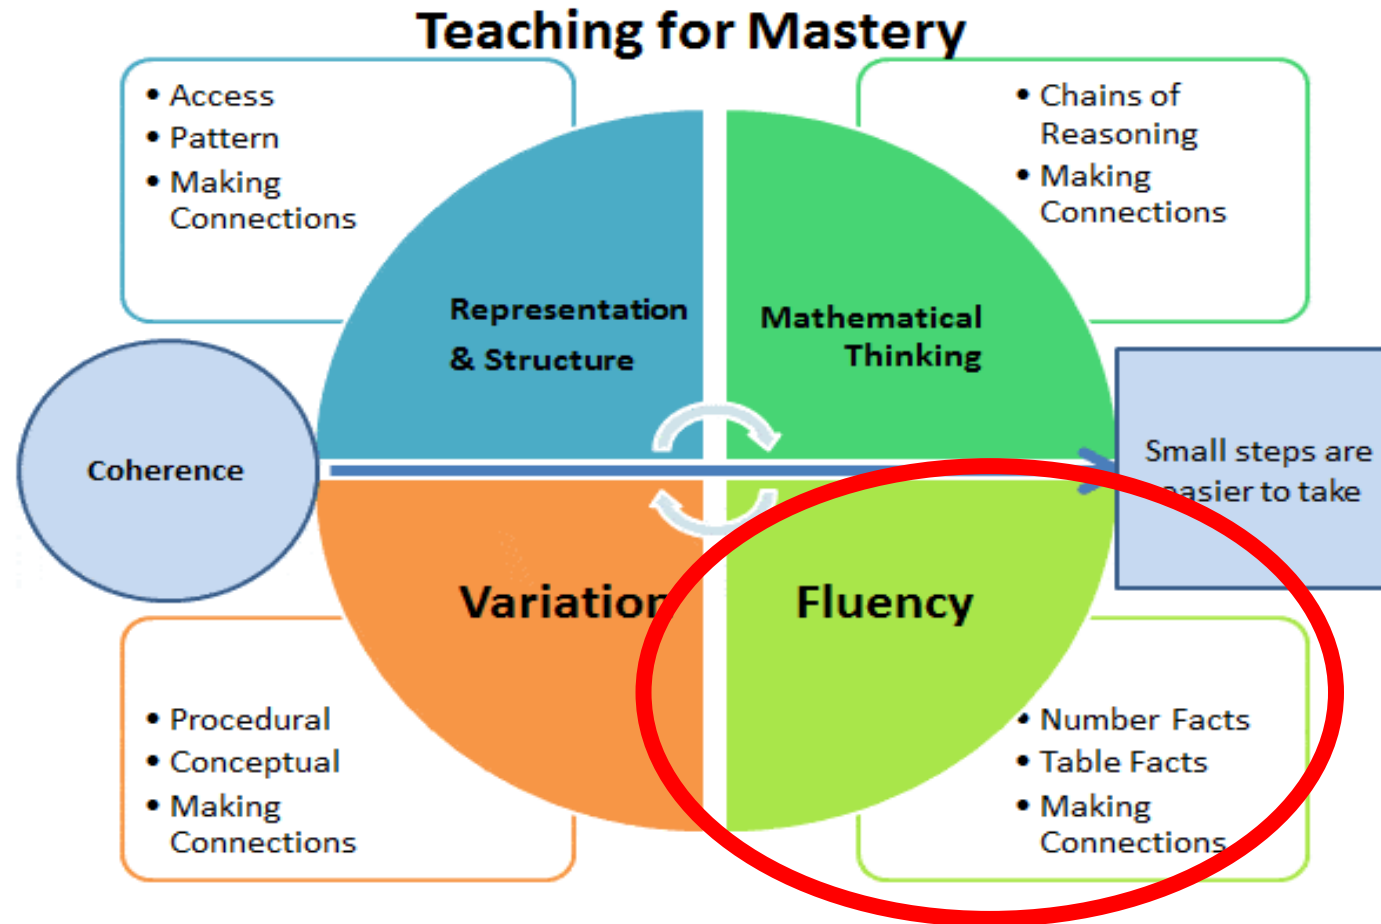 Teaching for Mastery
• Access
• Pattern
• Making
Connections
• Chains of
Reasoning
• Making
Connections
Representation
& Structure
Mathematical
Thinking
Coherence
Small steps are
easier to take
Variation
Fluency
• Procedural
• Conceptual
• Making
Connections
• Number Facts
• Table Facts
• Making
Connections